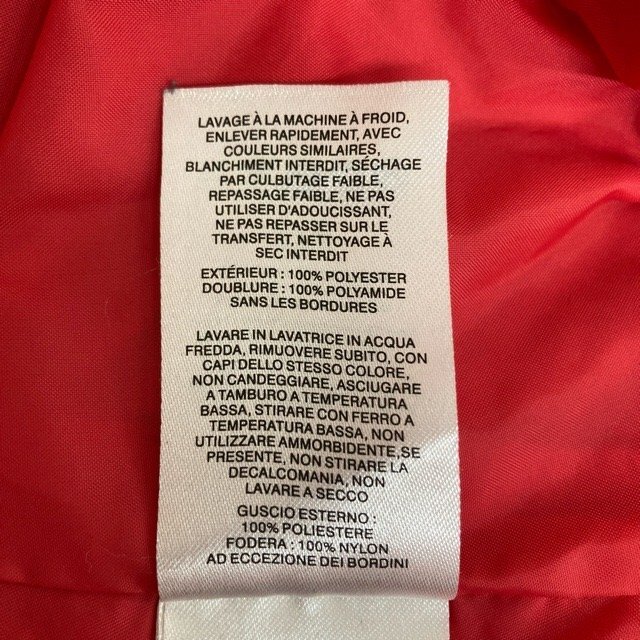 LAVAGE À LA MACHINE À FROID,
ENLEVER RAPIDEMENT, AVEC
COULEURS SIMILAIRES,
BLANCHIMENT INTERDIT, SÉCHAGE
PAR CULBUTAGE FAIBLE,
REPASSAGE FAIBLE, NE PAS
UTILISER D'ADOUCISSANT,
NE PAS REPASSER SUR LE
TRANSFERT, NETTOYAGE À
SEC INTERDIT
EXTÉRIEUR : 100% POLYESTER
DOUBLURE : 100% POLYAMIDE
SANS LES BORDURES
LAVARE IN LAVATRICE IN ACQUA
FREDDA, RIMUOVERE SUBITO, CON
CAPI DELLO STESSO COLORE,
NON CANDEGGIARE, ASCIUGARE
A TAMBURO A TEMPERATURA
BASSA, STIRARE CON FERRO A
TEMPERATURA BASSA, NON
UTILIZZARE AMMORBIDENTE,SE
PRESENTE, NON STIRARE LA
DECALCOMANIA, NON
LAVARE A SECCO
GUSCIO ESTERNO :
100% POLIESTERE
FODERA : 100% NYLON
AD ECCEZIONE DEI BORDINI